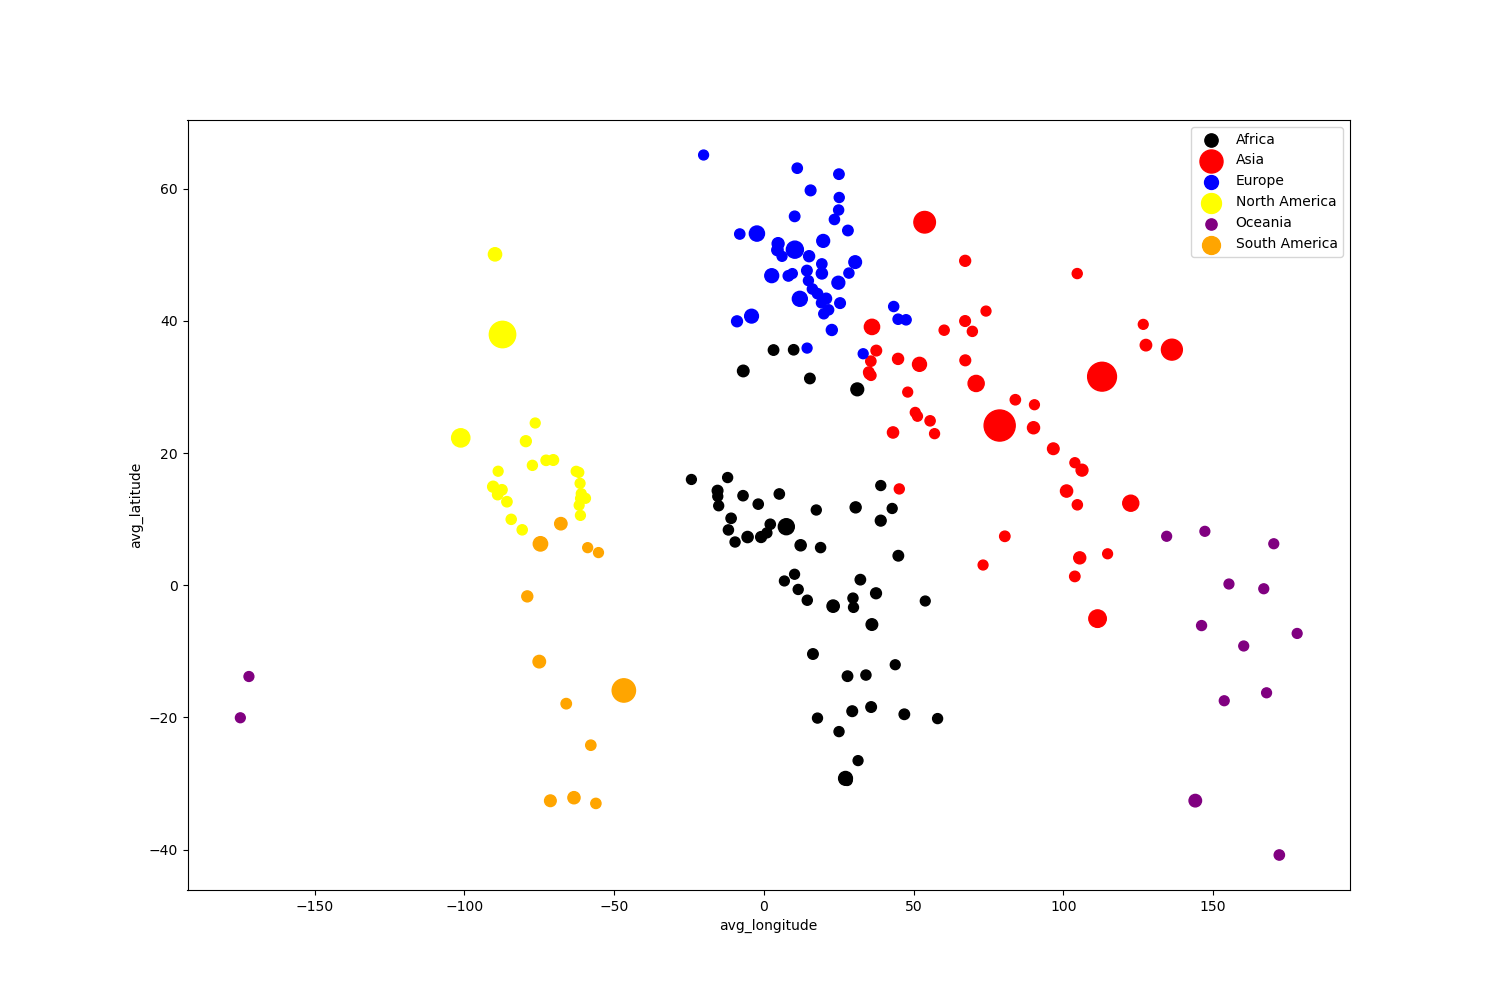 Africa
Asia
Europe
North America
Oceania
South America
60
40
20
0
−20
−40
avg_latitude
−150
−100
−50
0
50
100
150
avg_longitude